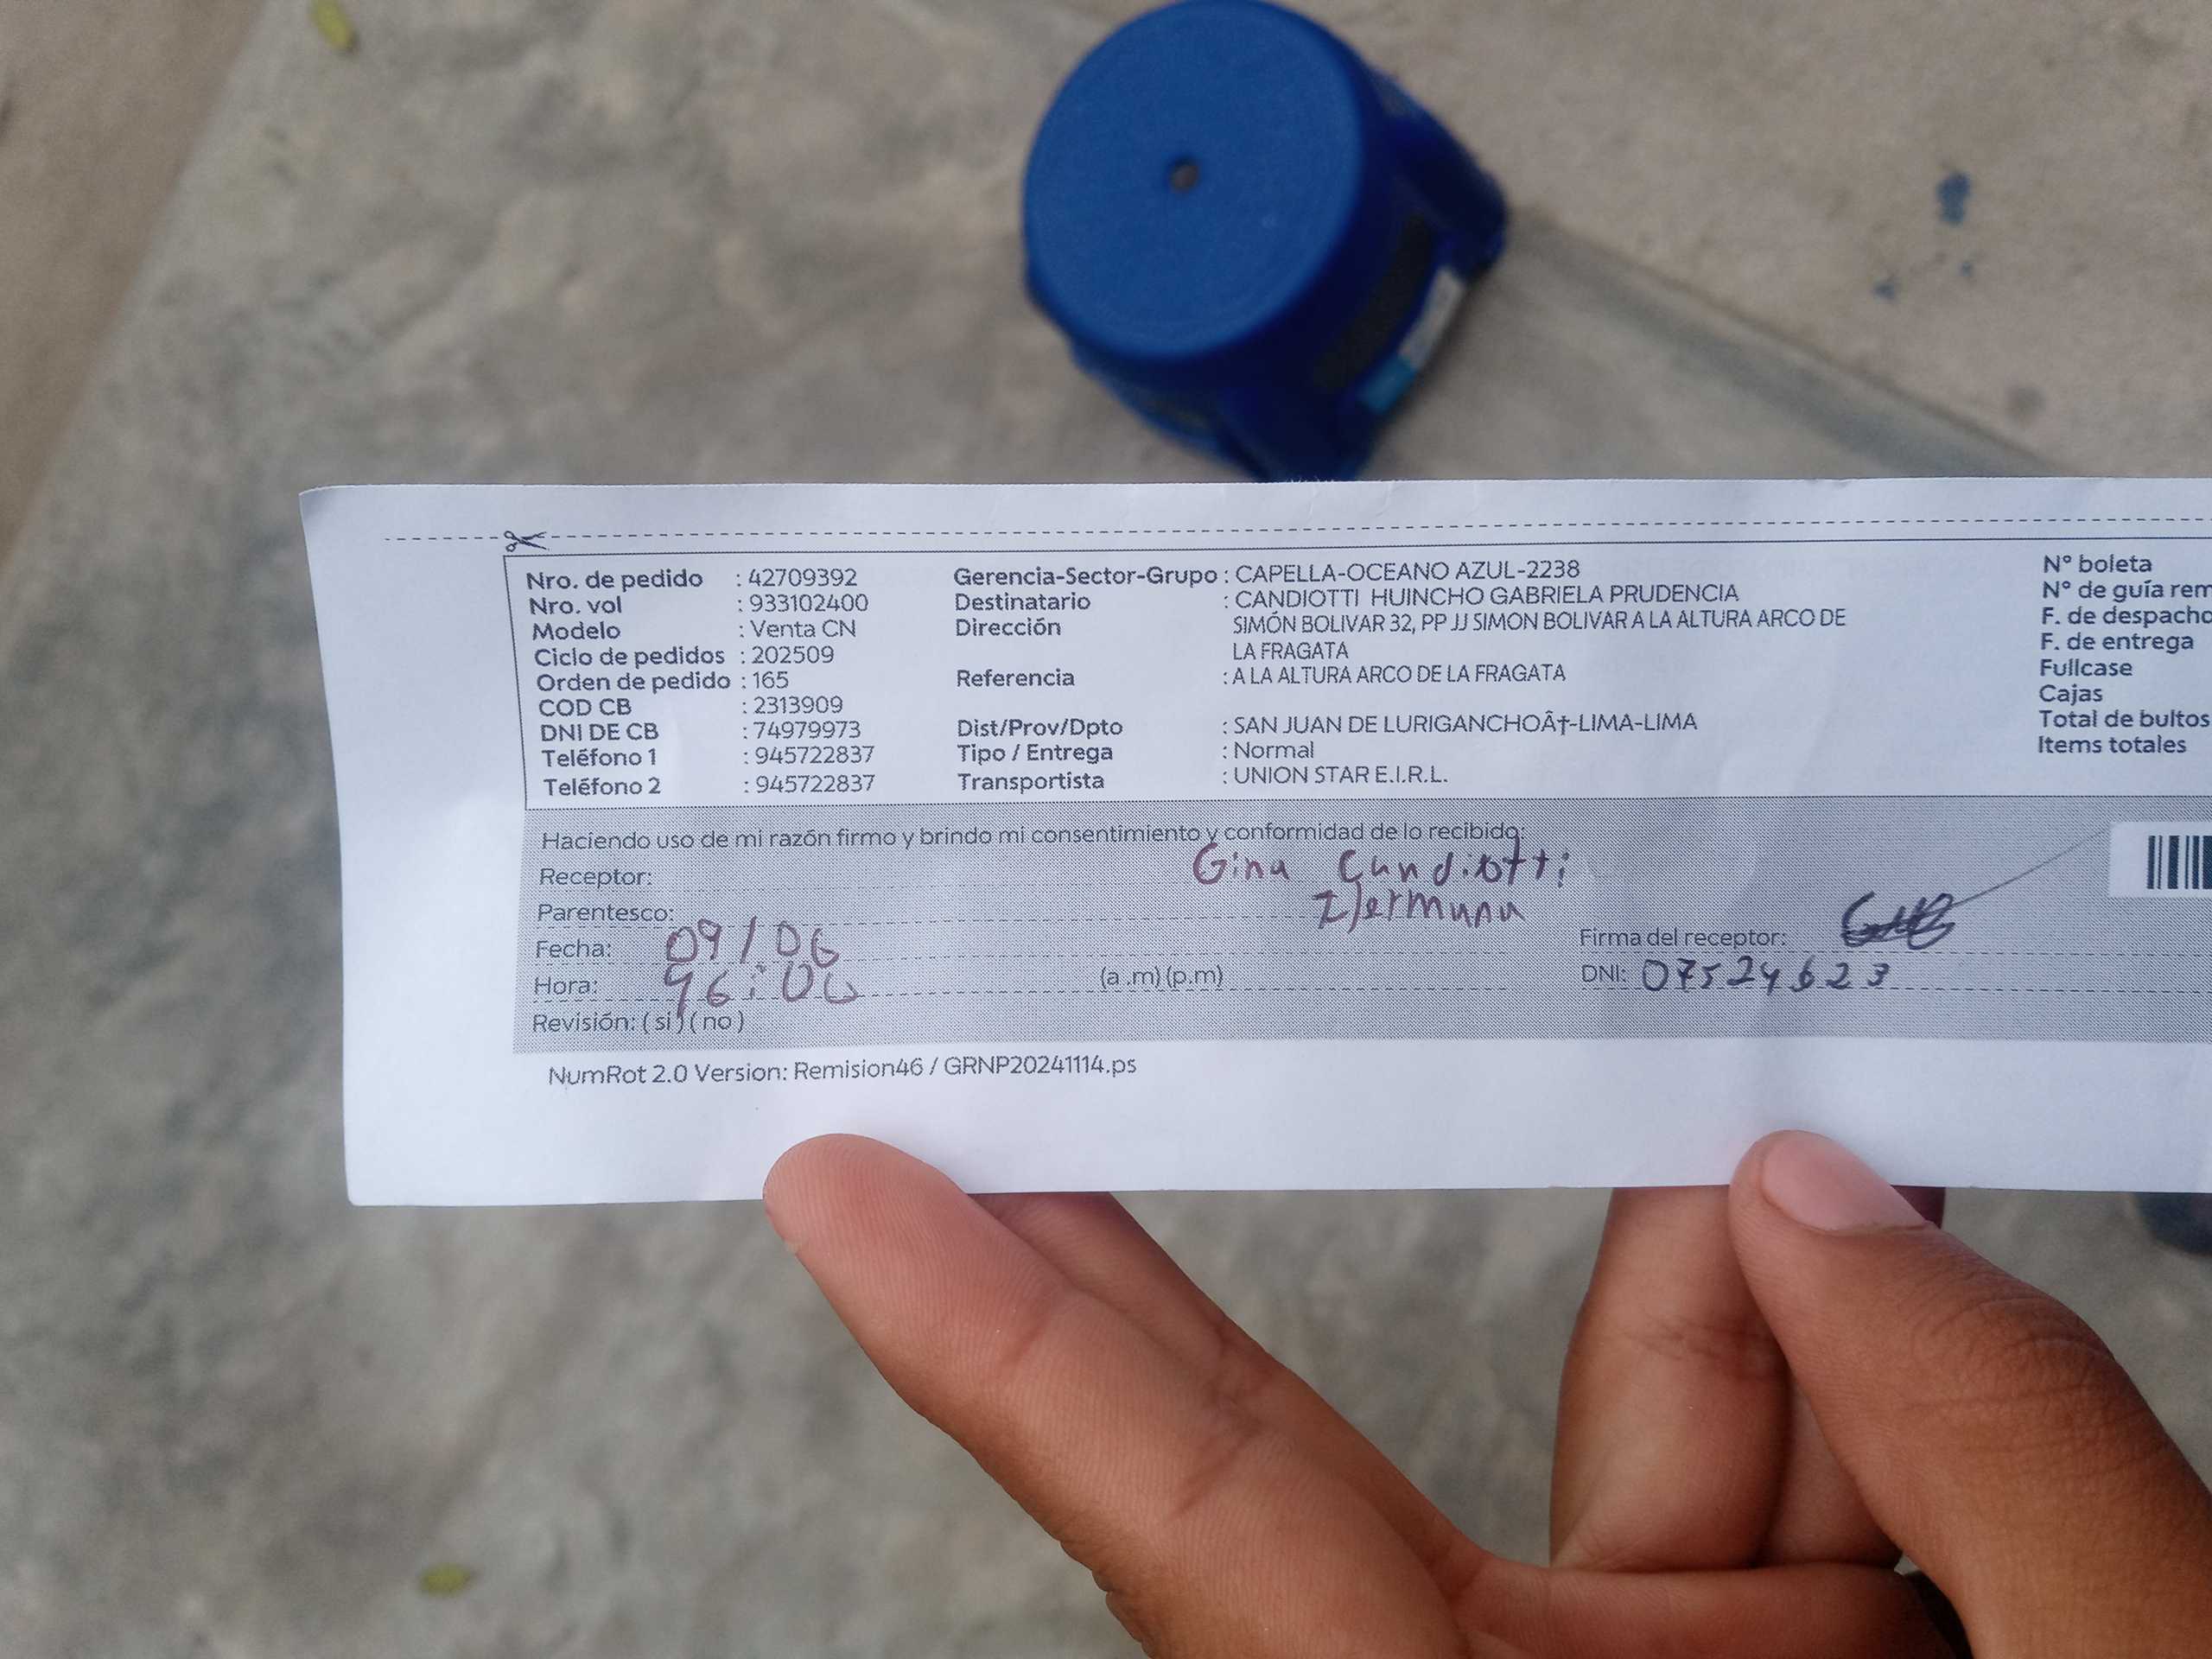 Nro. de pedido : 42709392 Gerencia-Sector-Grupo : CAPELLA-OCEANO AZUL-2238 N° boleta
Nro. vol : 933102400 Destinatario : CANDIOTTI HUINCHO GABRIELA PRUDENCIA N° de guía rem
Modelo : Venta CN Dirección SIMÓN BOLIVAR 32, PP JJ SIMON BOLIVAR A LA ALTURA ARCO DE F. de despacho
Ciclo de pedidos : 202509 LA FRAGATA F. de entrega
Orden de pedido : 165 Referencia : A LA ALTURA ARCO DE LA FRAGATA Fullcase
COD CB : 2313909 Cajas
DNI DE CB : 74979973 Dist/Prov/Dpto : SAN JUAN DE LURIGANCHOÂ†-LIMA-LIMA Total de bultos
Teléfono 1 : 945722837 Tipo / Entrega : Normal Items totales
Teléfono 2 : 945722837 Transportista : UNION STAR E.I.R.L.
Haciendo uso de mi razón firmo y brindo mi consentimiento y conformidad de lo recibido:
Receptor: Gina Candiotti
Parentesco: Hermana
Fecha: 09/06 Firma del receptor:
Hora: (a .m) (p.m) DNI: 07524623
Revisión: ( si ) ( no )
NumRot 2.0 Version: Remision46 / GRNP20241114.ps